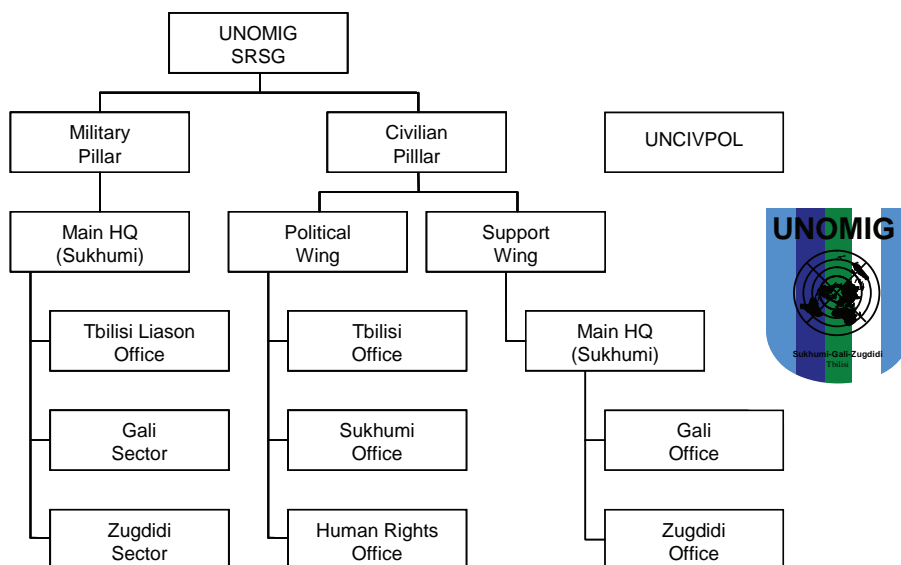 UNOMIG
SRSG
Military
Pillar
Civilian
Pilllar
UNCIVPOL
Main HQ
(Sukhumi)
Political
Wing
Support
Wing
UNOMIG
Sukhumi-Gali-Zugdidi
Tbilisi
Tbilisi Liason
Office
Tbilisi
Office
Main HQ
(Sukhumi)
Gali
Sector
Sukhumi
Office
Gali
Office
Zugdidi
Sector
Human Rights
Office
Zugdidi
Office